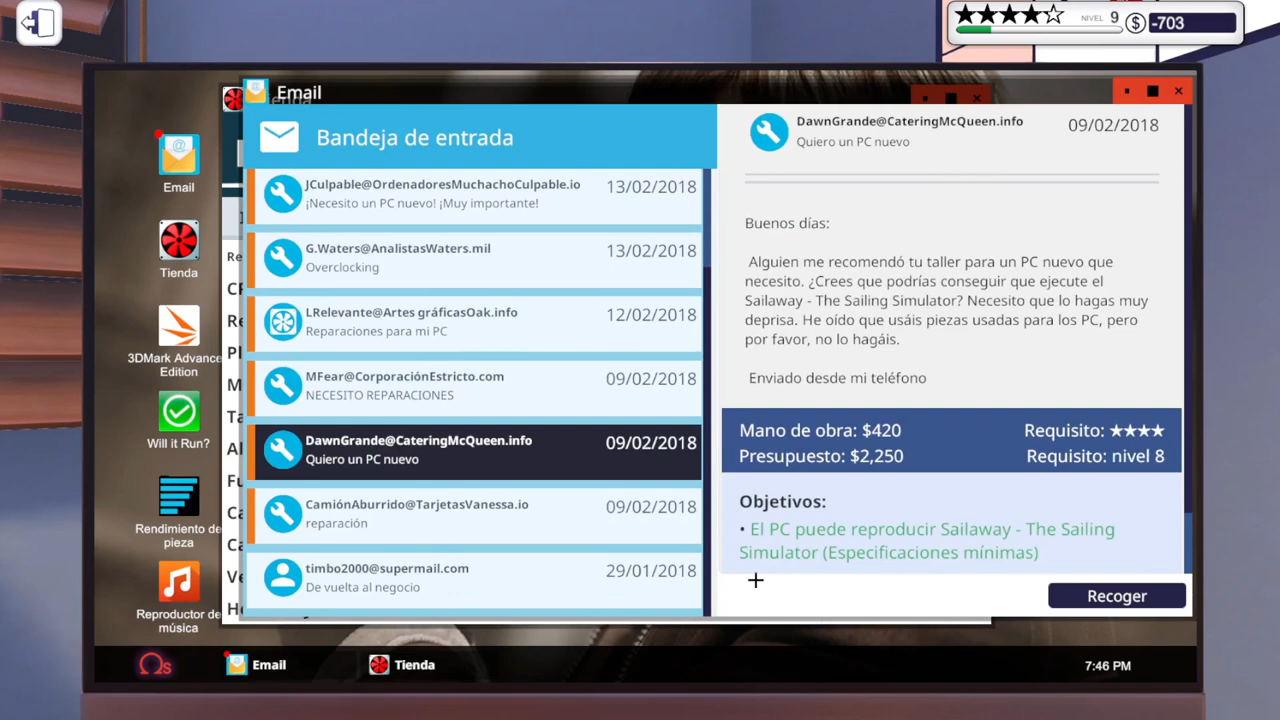 NIVEL 9
$ -703
Email
Tienda
Bandeja de entrada
JCulpable@OrdenadoresMuchachoCulpable.io 13/02/2018
¡Necesito un PC nuevo! ¡Muy importante!
G.Waters@AnalistasWaters.mil 13/02/2018
Overclocking
LRelevante@Artes gráficasOak.info 12/02/2018
Reparaciones para mi PC
MFear@CorporaciónEstricto.com 09/02/2018
NECESITO REPARACIONES
DawnGrande@CateringMcQueen.info 09/02/2018
Quiero un PC nuevo
CamiónAburrido@TarjetasVanessa.io 09/02/2018
reparación
timbo2000@supermail.com 29/01/2018
De vuelta al negocio
DawnGrande@CateringMcQueen.info 09/02/2018
Quiero un PC nuevo
Buenos días:
Alguien me recomendó tu taller para un PC nuevo que
necesito. ¿Crees que podrías conseguir que ejecute el
Sailaway - The Sailing Simulator? Necesito que lo hagas muy
deprisa. He oído que usáis piezas usadas para los PC, pero
por favor, no lo hagáis.
Enviado desde mi teléfono
Mano de obra: $420 Requisito: ★★★★
Presupuesto: $2,250 Requisito: nivel 8
Objetivos:
• El PC puede reproducir Sailaway - The Sailing
Simulator (Especificaciones mínimas)
Recoger
Email
Tienda
3DMark Advance
Edition
Will it Run?
Rendimiento de
pieza
Reproductor de
música
Ωs
Email
Tienda
7:46 PM